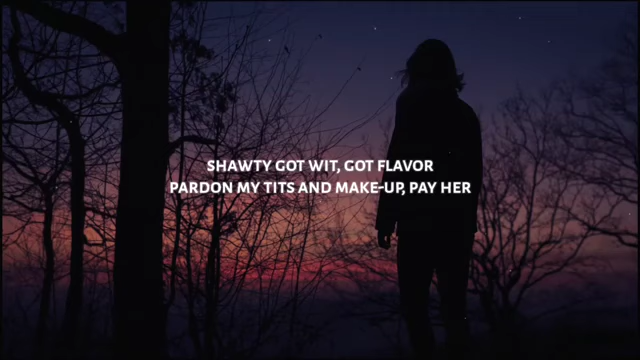 SHAWTY GOT WIT, GOT FLAVOR
PARDON MY TITS AND MAKE-UP, PAY HER